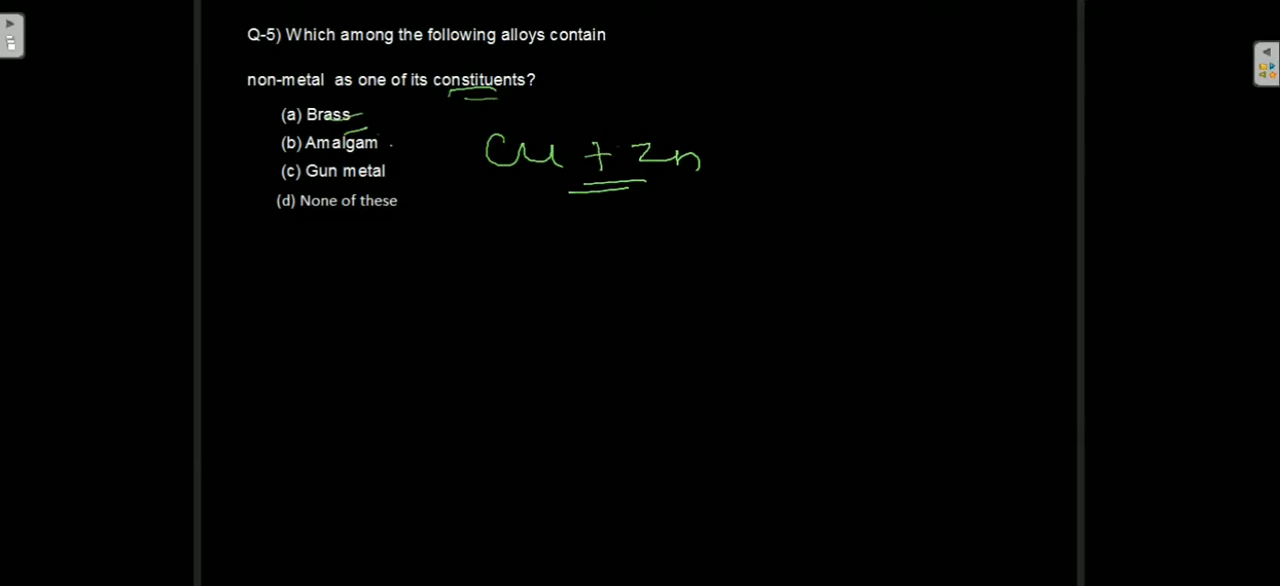 Q-5) Which among the following alloys contain
non-metal as one of its constituents?
(a) Brass
(b) Amalgam
Cu + Zn
(c) Gun metal
(d) None of these